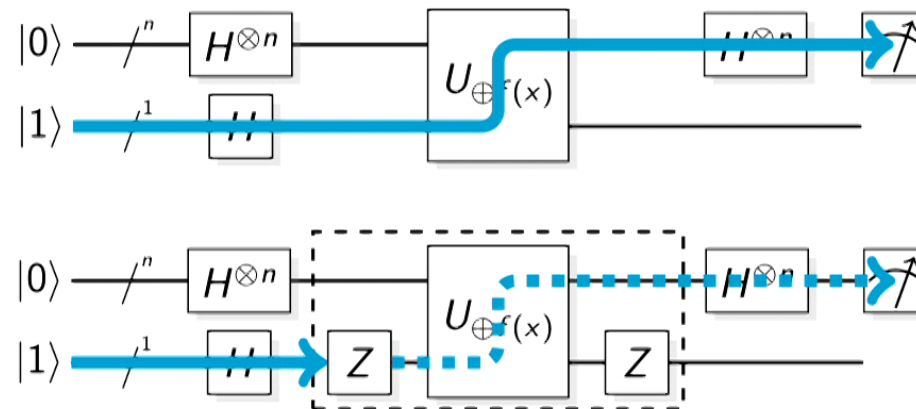 |0⟩ n H⊗n U⊕f(x) H⊗n
|1⟩ 1 H
|0⟩ n H⊗n U⊕f(x) H⊗n
|1⟩ 1 H Z Z